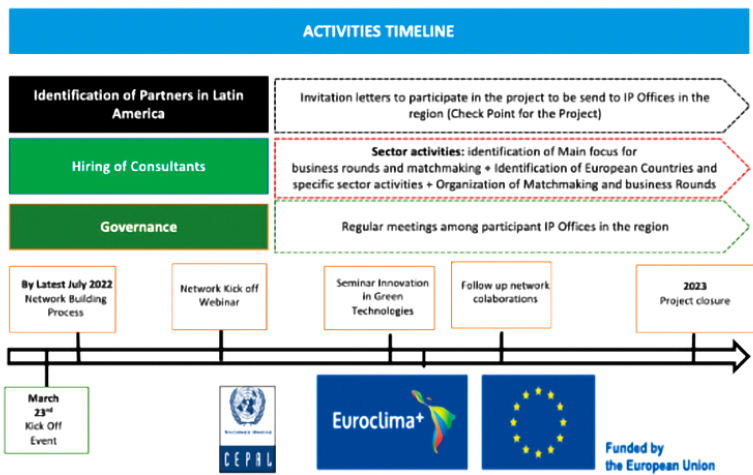 ACTIVITIES TIMELINE
Identification of Partners in Latin
America
Invitation letters to participate in the project to be send to IP Offices in the
region (Check Point for the Project)
Hiring of Consultants
Sector activities: identification of Main focus for
business rounds and matchmaking + Identification of European Countries and
specific sector activities + Organization of Matchmaking and business Rounds
Governance
Regular meetings among participant IP Offices in the region
By Latest July 2022
Network Building
Process
Network Kick off
Webinar
Seminar Innovation
in Green
Technologies
Follow up network
colaborations
2023
Project closure
March
23rd
Kick Off
Event
NACIONES UNIDAS
CEPAL
Euroclima+
Funded by
the European Union